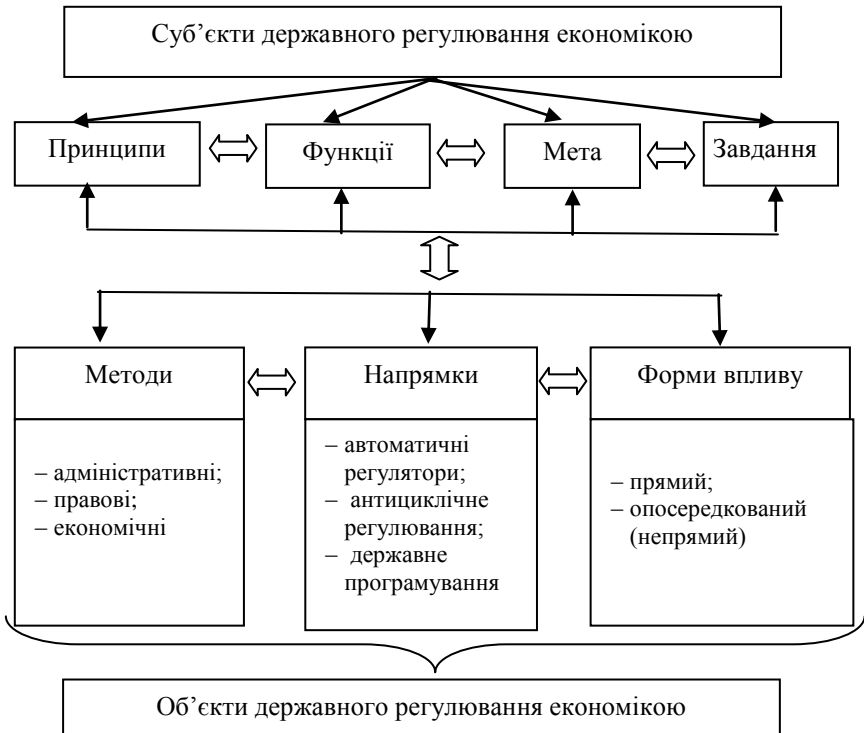 Суб’єкти державного регулювання економікою
Принципи
Функції
Мета
Завдання
Методи
Напрямки
Форми впливу
– адміністративні;
– правові;
– економічні
– автоматичні
регулятори;
– антициклічне
регулювання;
– державне
програмування
– прямий;
– опосередкований
(непрямий)
Об’єкти державного регулювання економікою